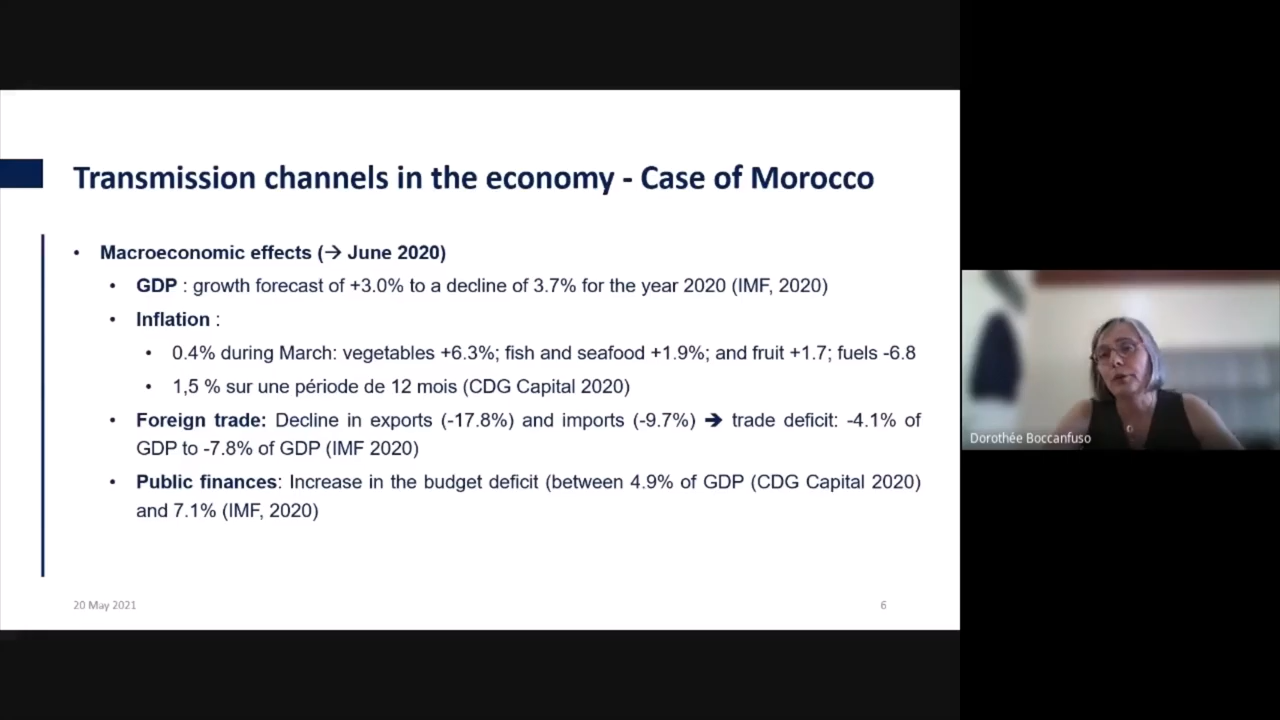 Transmission channels in the economy - Case of Morocco
• Macroeconomic effects (→ June 2020)
• GDP : growth forecast of +3.0% to a decline of 3.7% for the year 2020 (IMF, 2020)
• Inflation :
• 0.4% during March: vegetables +6.3%; fish and seafood +1.9%; and fruit +1.7; fuels -6.8
• 1,5 % sur une période de 12 mois (CDG Capital 2020)
• Foreign trade: Decline in exports (-17.8%) and imports (-9.7%) ➔ trade deficit: -4.1% of
GDP to -7.8% of GDP (IMF 2020)
• Public finances: Increase in the budget deficit (between 4.9% of GDP (CDG Capital 2020)
and 7.1% (IMF, 2020)
20 May 2021
6
Dorothée Boccanfuso